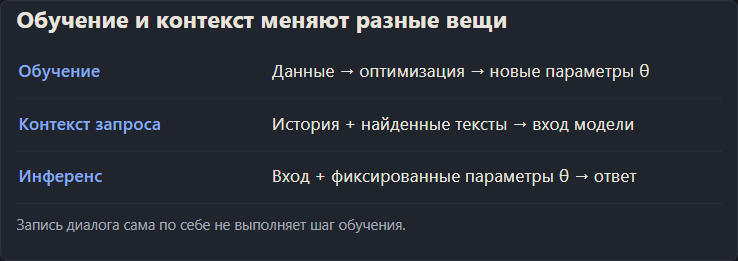 Обучение и контекст меняют разные вещи
Обучение Данные → оптимизация → новые параметры θ
Контекст запроса История + найденные тексты → вход модели
Инференс Вход + фиксированные параметры θ → ответ
Запись диалога сама по себе не выполняет шаг обучения.